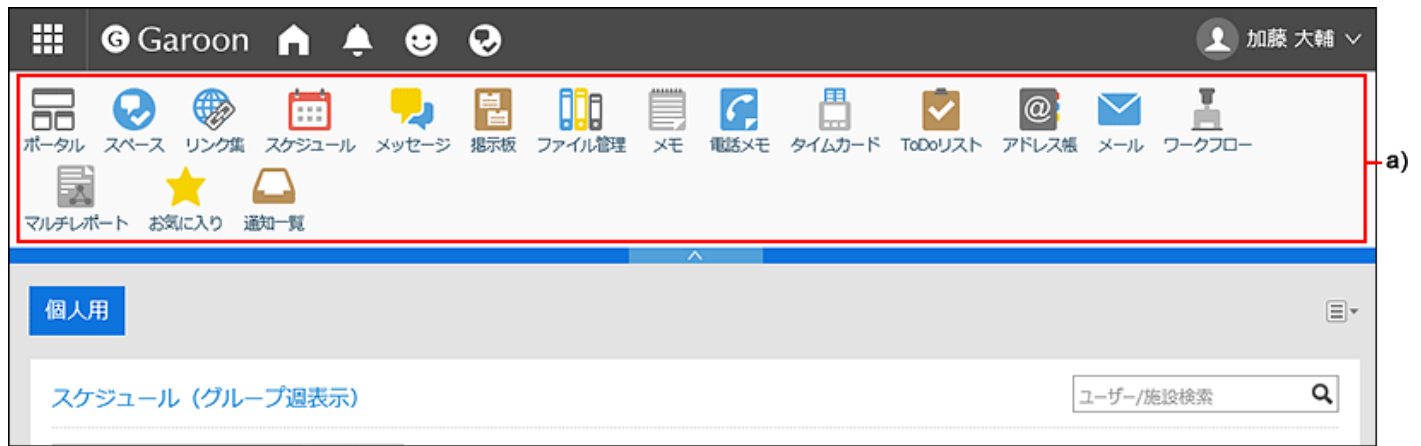 Garoon 加藤 大輔
ポータル スペース リンク集 スケジュール メッセージ 掲示板 ファイル管理 メモ 電話メモ タイムカード ToDoリスト アドレス帳 メール ワークフロー
a)
マルチレポート お気に入り 通知一覧
個人用
スケジュール（グループ週表示） ユーザー/施設検索